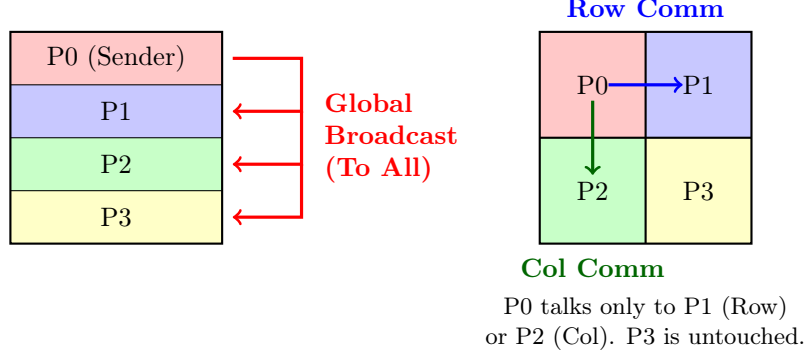 Row Comm
P0 (Sender)
P1
P2
P3
Global
Broadcast
(To All)
P0 P1
P2 P3
Col Comm
P0 talks only to P1 (Row)
or P2 (Col). P3 is untouched.